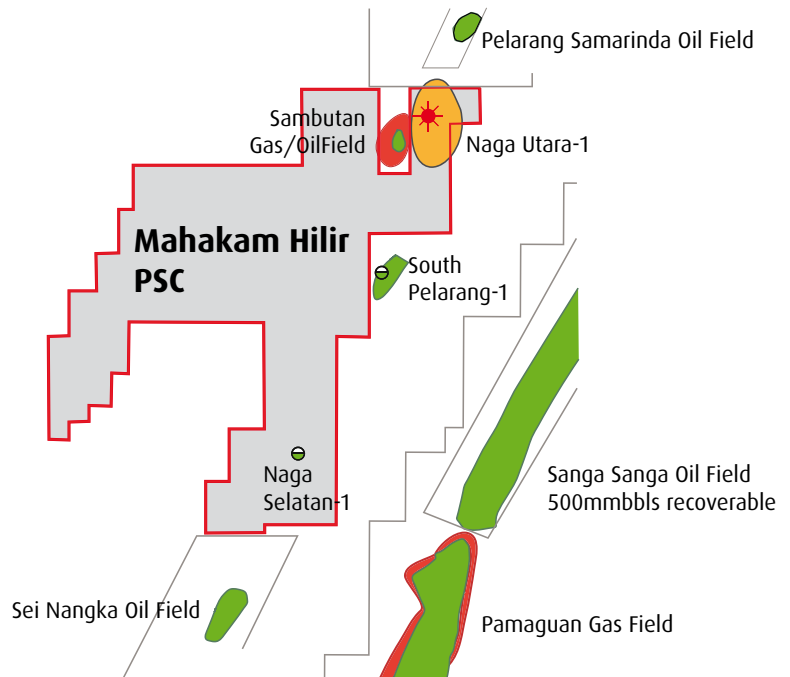 Pelarang Samarinda Oil Field
Sambutan
Gas/OilField
Naga Utara-1
Mahakam Hilir
PSC
South
Pelarang-1
Naga
Selatan-1
Sanga Sanga Oil Field
500mmbbls recoverable
Sei Nangka Oil Field
Pamaguan Gas Field